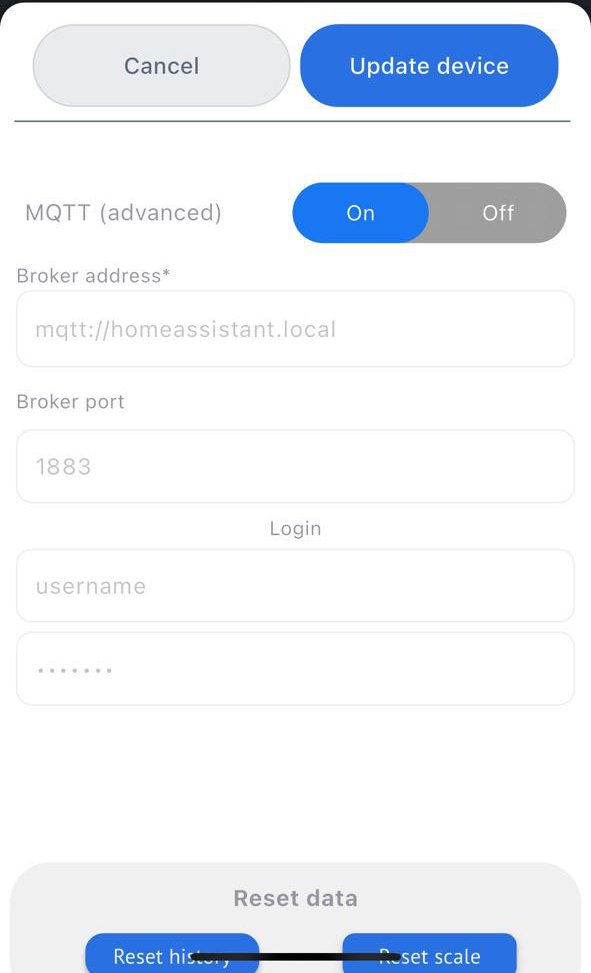 Cancel
Update device
MQTT (advanced)
On
Off
Broker address*
mqtt://homeassistant.local
Broker port
1883
Login
username
•••••••
Reset data
Reset history
Reset scale